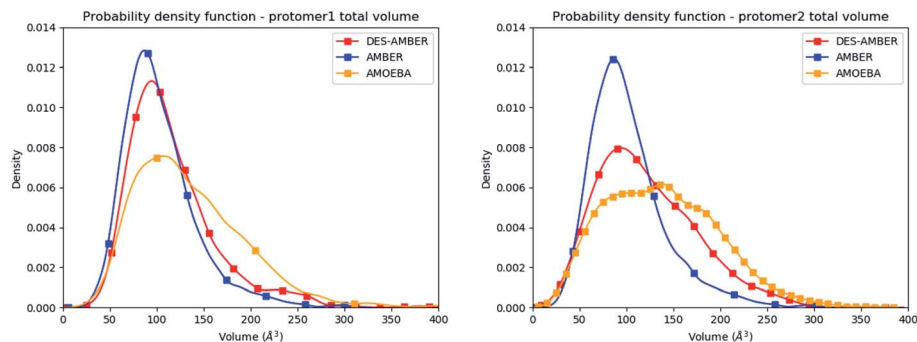 Probability density function - protomer1 total volume
0.014
0.012
0.010
0.008
0.006
0.004
0.002
0.000
Density
DES-AMBER
AMBER
AMOEBA
0 50 100 150 200 250 300 350 400
Volume (Å³)
Probability density function - protomer2 total volume
0.014
0.012
0.010
0.008
0.006
0.004
0.002
0.000
Density
DES-AMBER
AMBER
AMOEBA
0 50 100 150 200 250 300 350 400
Volume (Å³)